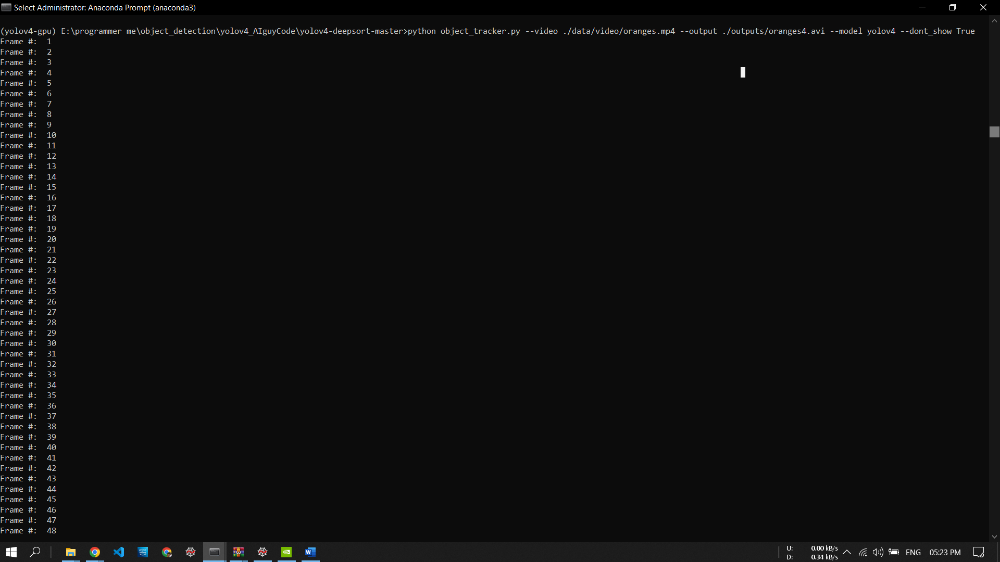 Select Administrator: Anaconda Prompt (anaconda3)
(yolov4-gpu) E:\programmer me\object_detection\yolov4_AIguyCode\yolov4-deepsort-master>python object_tracker.py --video ./data/video/oranges.mp4 --output ./outputs/oranges4.avi --model yolov4 --dont_show True
Frame #: 1
Frame #: 2
Frame #: 3
Frame #: 4
Frame #: 5
Frame #: 6
Frame #: 7
Frame #: 8
Frame #: 9
Frame #: 10
Frame #: 11
Frame #: 12
Frame #: 13
Frame #: 14
Frame #: 15
Frame #: 16
Frame #: 17
Frame #: 18
Frame #: 19
Frame #: 20
Frame #: 21
Frame #: 22
Frame #: 23
Frame #: 24
Frame #: 25
Frame #: 26
Frame #: 27
Frame #: 28
Frame #: 29
Frame #: 30
Frame #: 31
Frame #: 32
Frame #: 33
Frame #: 34
Frame #: 35
Frame #: 36
Frame #: 37
Frame #: 38
Frame #: 39
Frame #: 40
Frame #: 41
Frame #: 42
Frame #: 43
Frame #: 44
Frame #: 45
Frame #: 46
Frame #: 47
Frame #: 48
prime video
W
U: 0.00 kB/s
D: 0.34 kB/s
ENG
05:23 PM